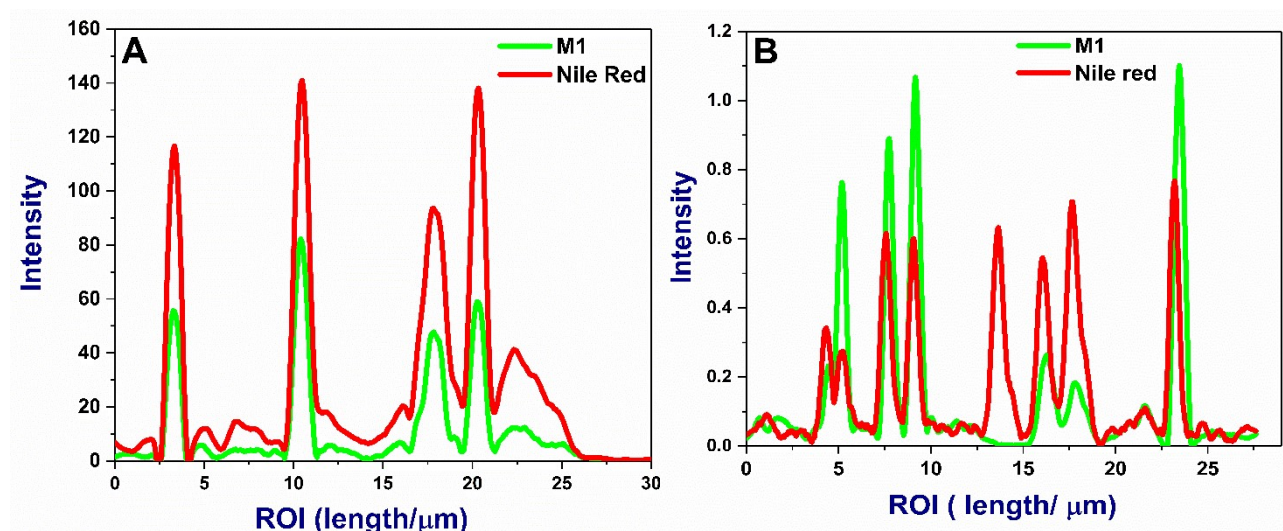 A
M1
Nile Red
Intensity
160
140
120
100
80
60
40
20
0
0 5 10 15 20 25 30
ROI (length/μm)
B
M1
Nile red
Intensity
1.2
1.0
0.8
0.6
0.4
0.2
0.0
0 5 10 15 20 25
ROI ( length/ μm)